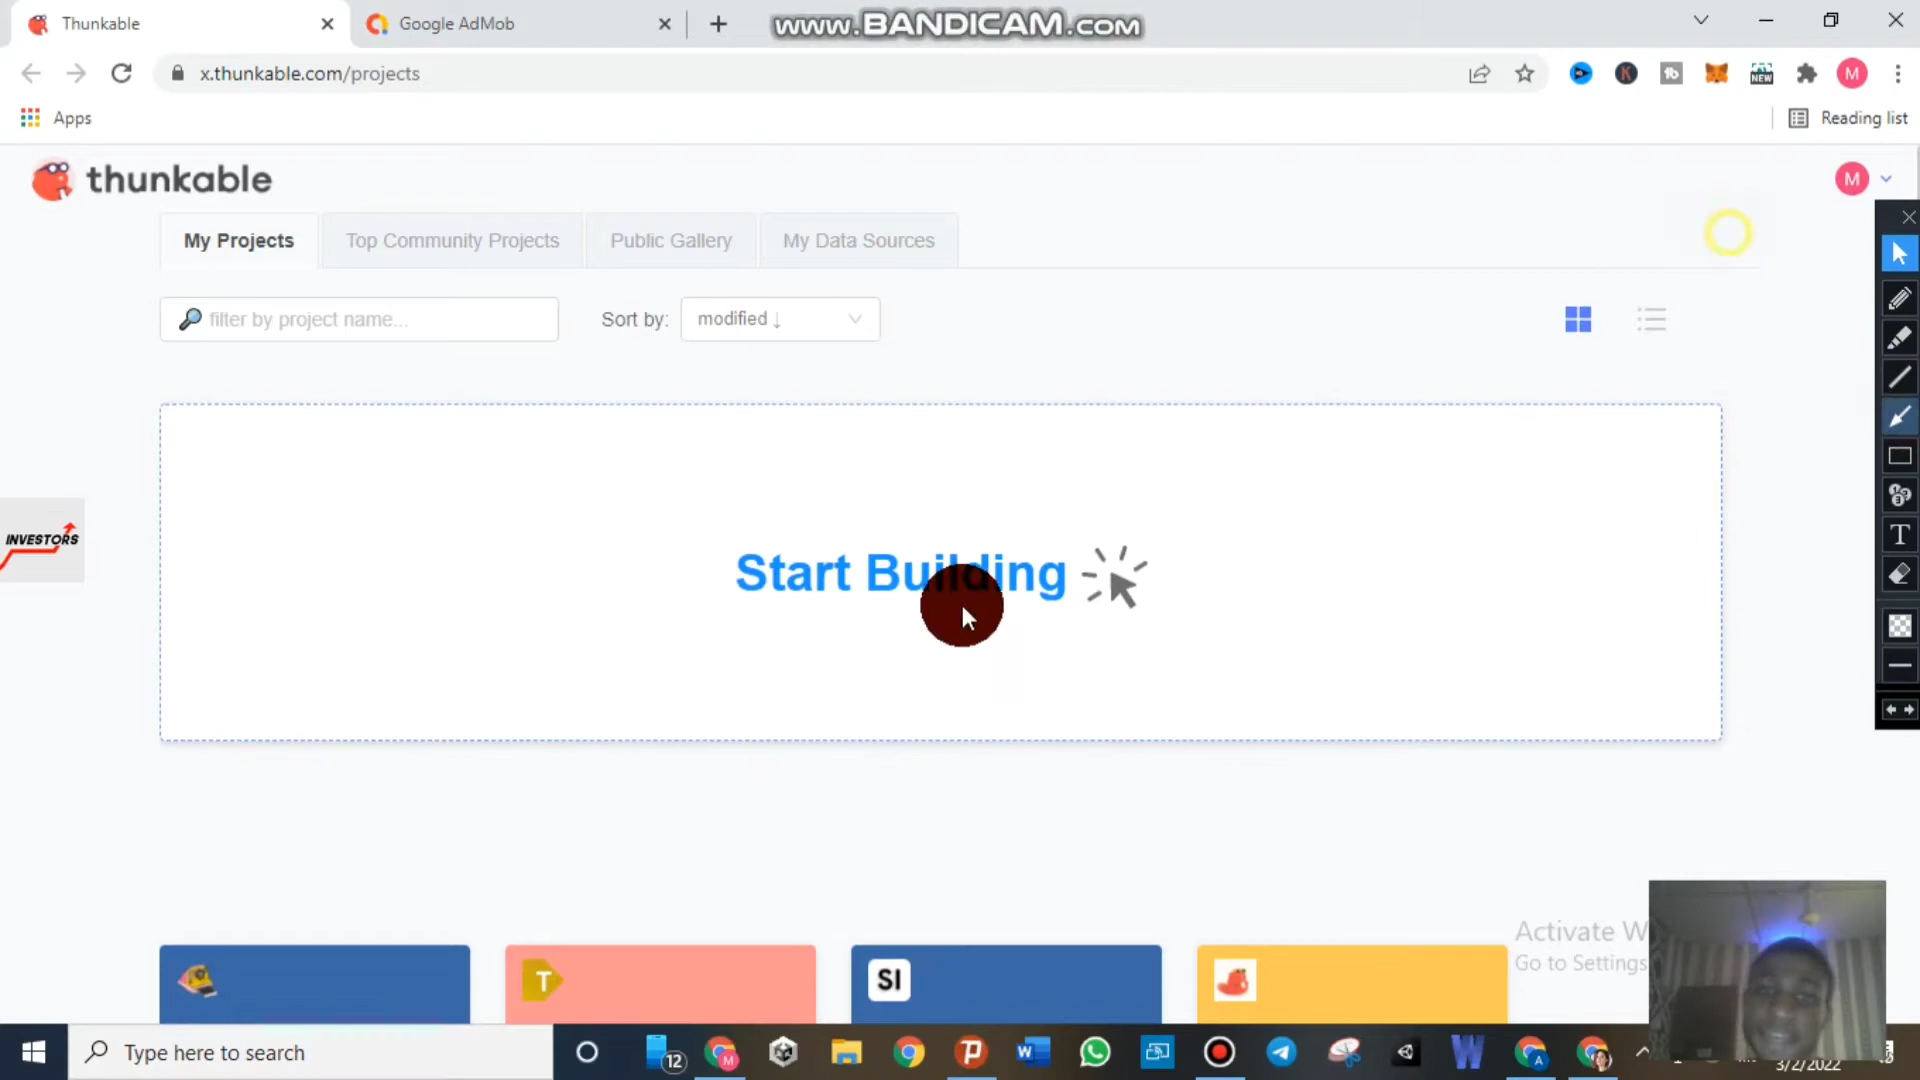 Thunkable
Google AdMob
www.BANDICAM.com
x.thunkable.com/projects
NEW
M
Apps
Reading list
thunkable
M
My Projects
Top Community Projects
Public Gallery
My Data Sources
filter by project name...
Sort by:
modified ↓
INVESTORS
Start Building
T
Activate W
Go to Settings
T
SI
Type here to search
12
3/2/2022